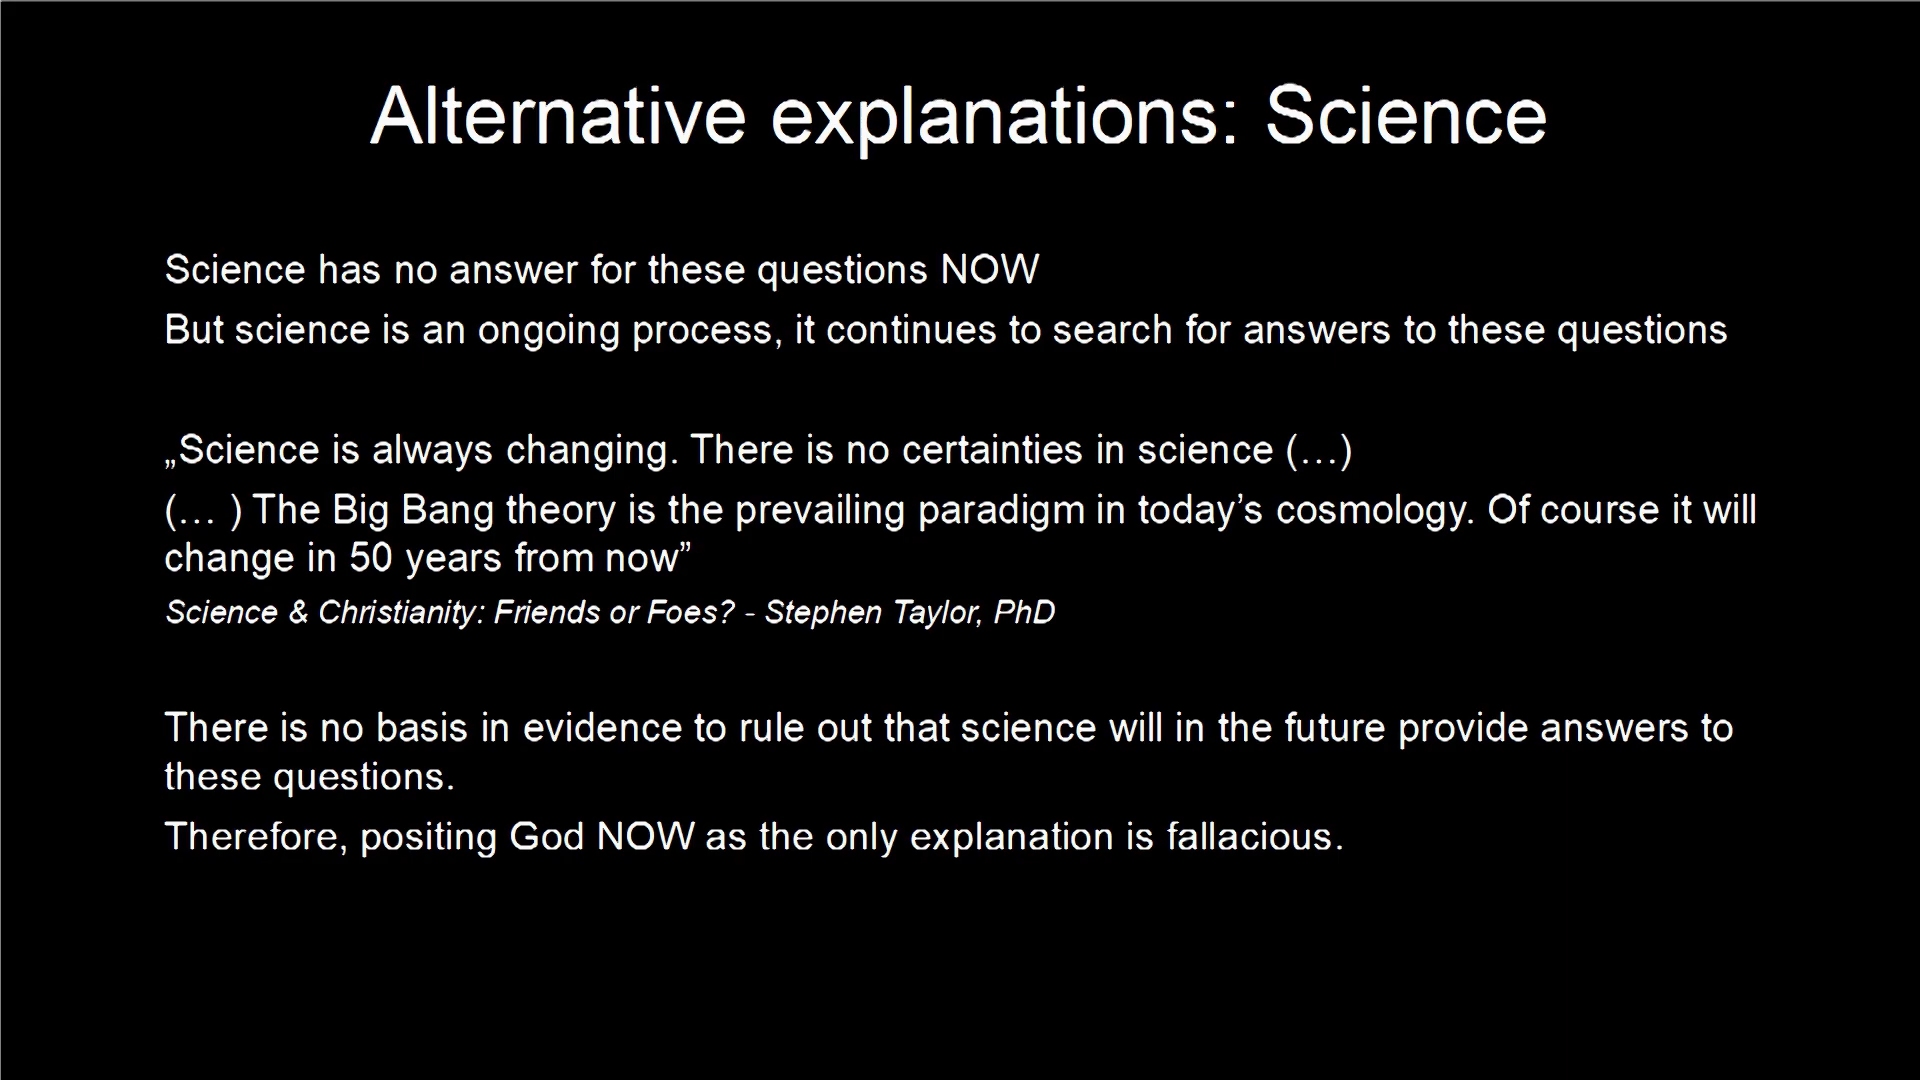 Alternative explanations: Science
Science has no answer for these questions NOW
But science is an ongoing process, it continues to search for answers to these questions
„Science is always changing. There is no certainties in science (…)
(… ) The Big Bang theory is the prevailing paradigm in today’s cosmology. Of course it will
change in 50 years from now”
Science & Christianity: Friends or Foes? - Stephen Taylor, PhD
There is no basis in evidence to rule out that science will in the future provide answers to
these questions.
Therefore, positing God NOW as the only explanation is fallacious.